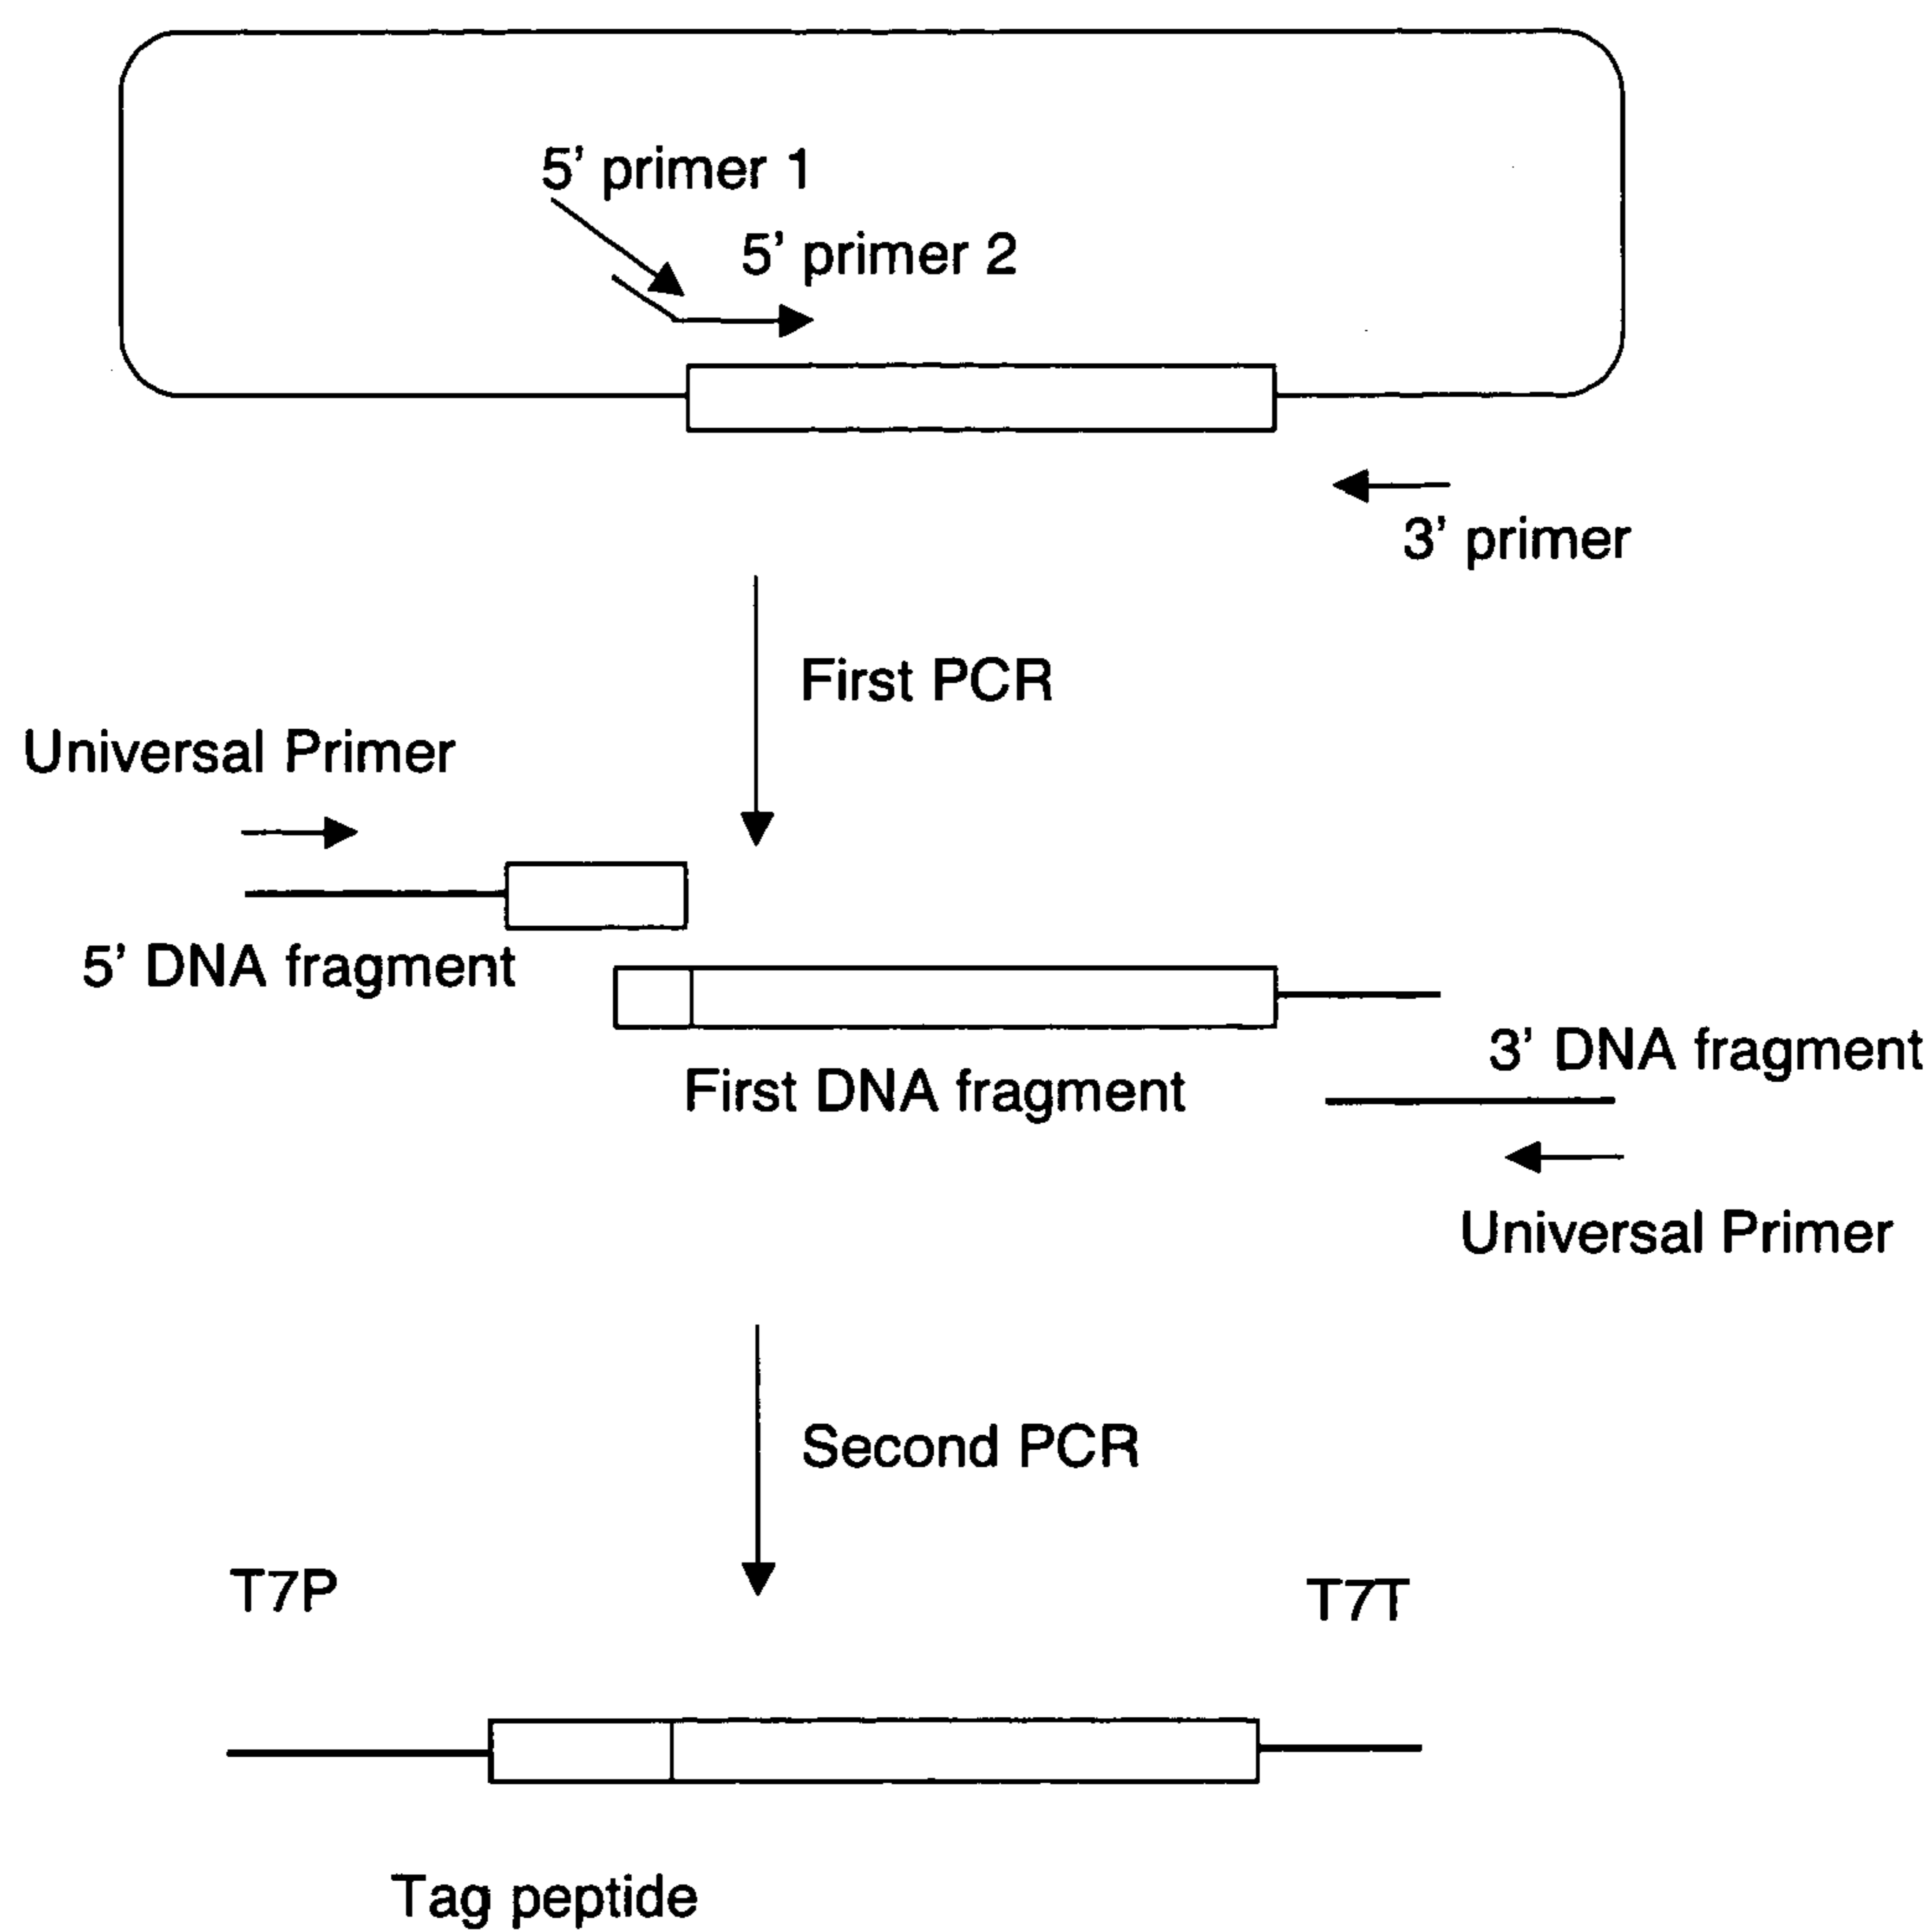 5’ primer 1
5’ primer 2
3’ primer
First PCR
Universal Primer
5’ DNA fragment
3’ DNA fragment
First DNA fragment
Universal Primer
Second PCR
T7P
T7T
Tag peptide